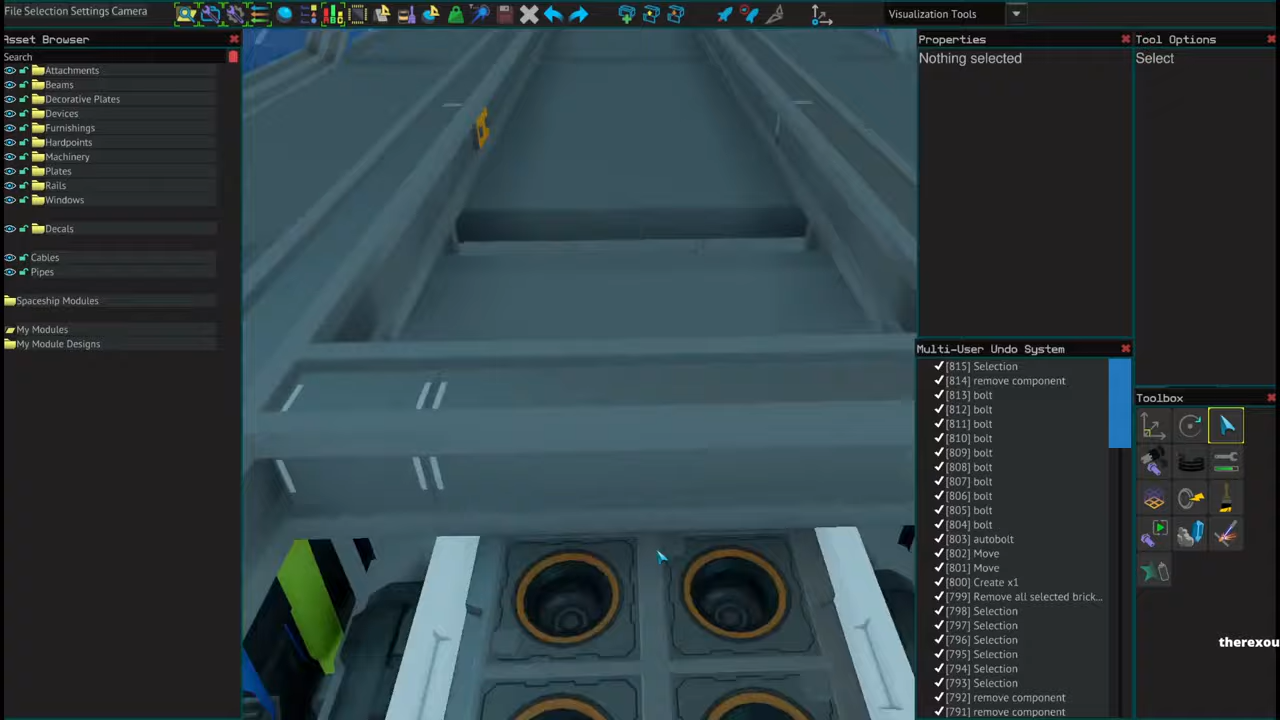 File Selection Settings Camera
Visualization Tools
Asset Browser
Search
Attachments
Beams
Decorative Plates
Devices
Furnishings
Hardpoints
Machinery
Plates
Rails
Windows
Decals
Cables
Pipes
Spaceship Modules
My Modules
My Module Designs
Properties
Nothing selected
Tool Options
Select
Multi-User Undo System
[815] Selection
[814] remove component
[813] bolt
[812] bolt
[811] bolt
[810] bolt
[809] bolt
[808] bolt
[807] bolt
[806] bolt
[805] bolt
[804] bolt
[803] autobolt
[802] Move
[801] Move
[800] Create x1
[799] Remove all selected brick...
[798] Selection
[797] Selection
[796] Selection
[795] Selection
[794] Selection
[793] Selection
[792] remove component
[791] remove component
Toolbox
therexou